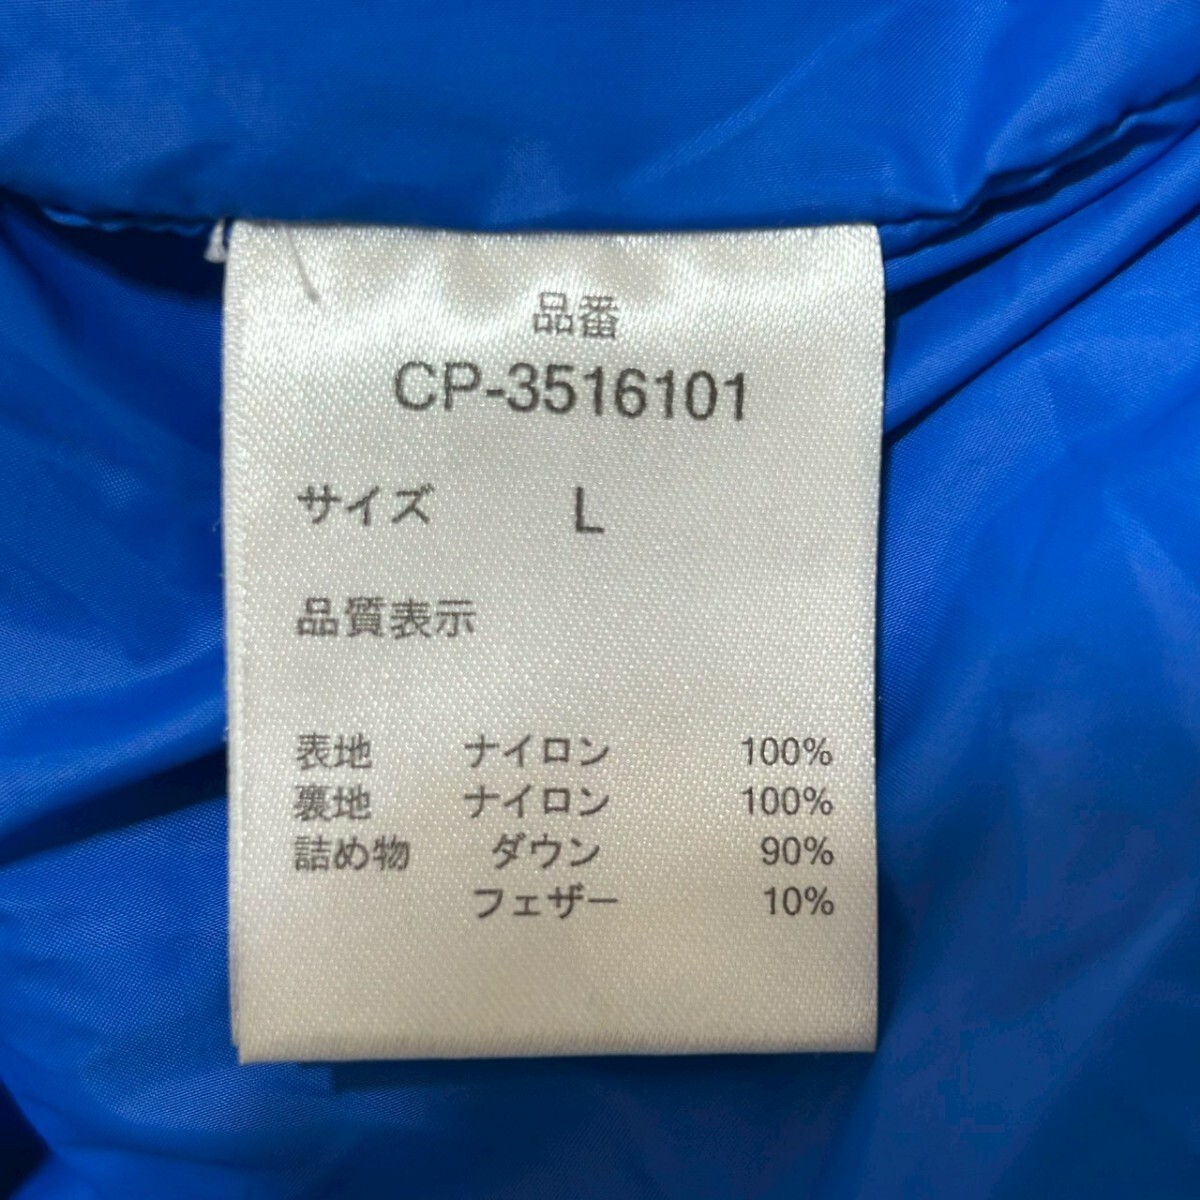 品番
CP-3516101
サイズ L
品質表示
表地 ナイロン 100%
裏地 ナイロン 100%
詰め物 ダウン 90%
フェザー 10%